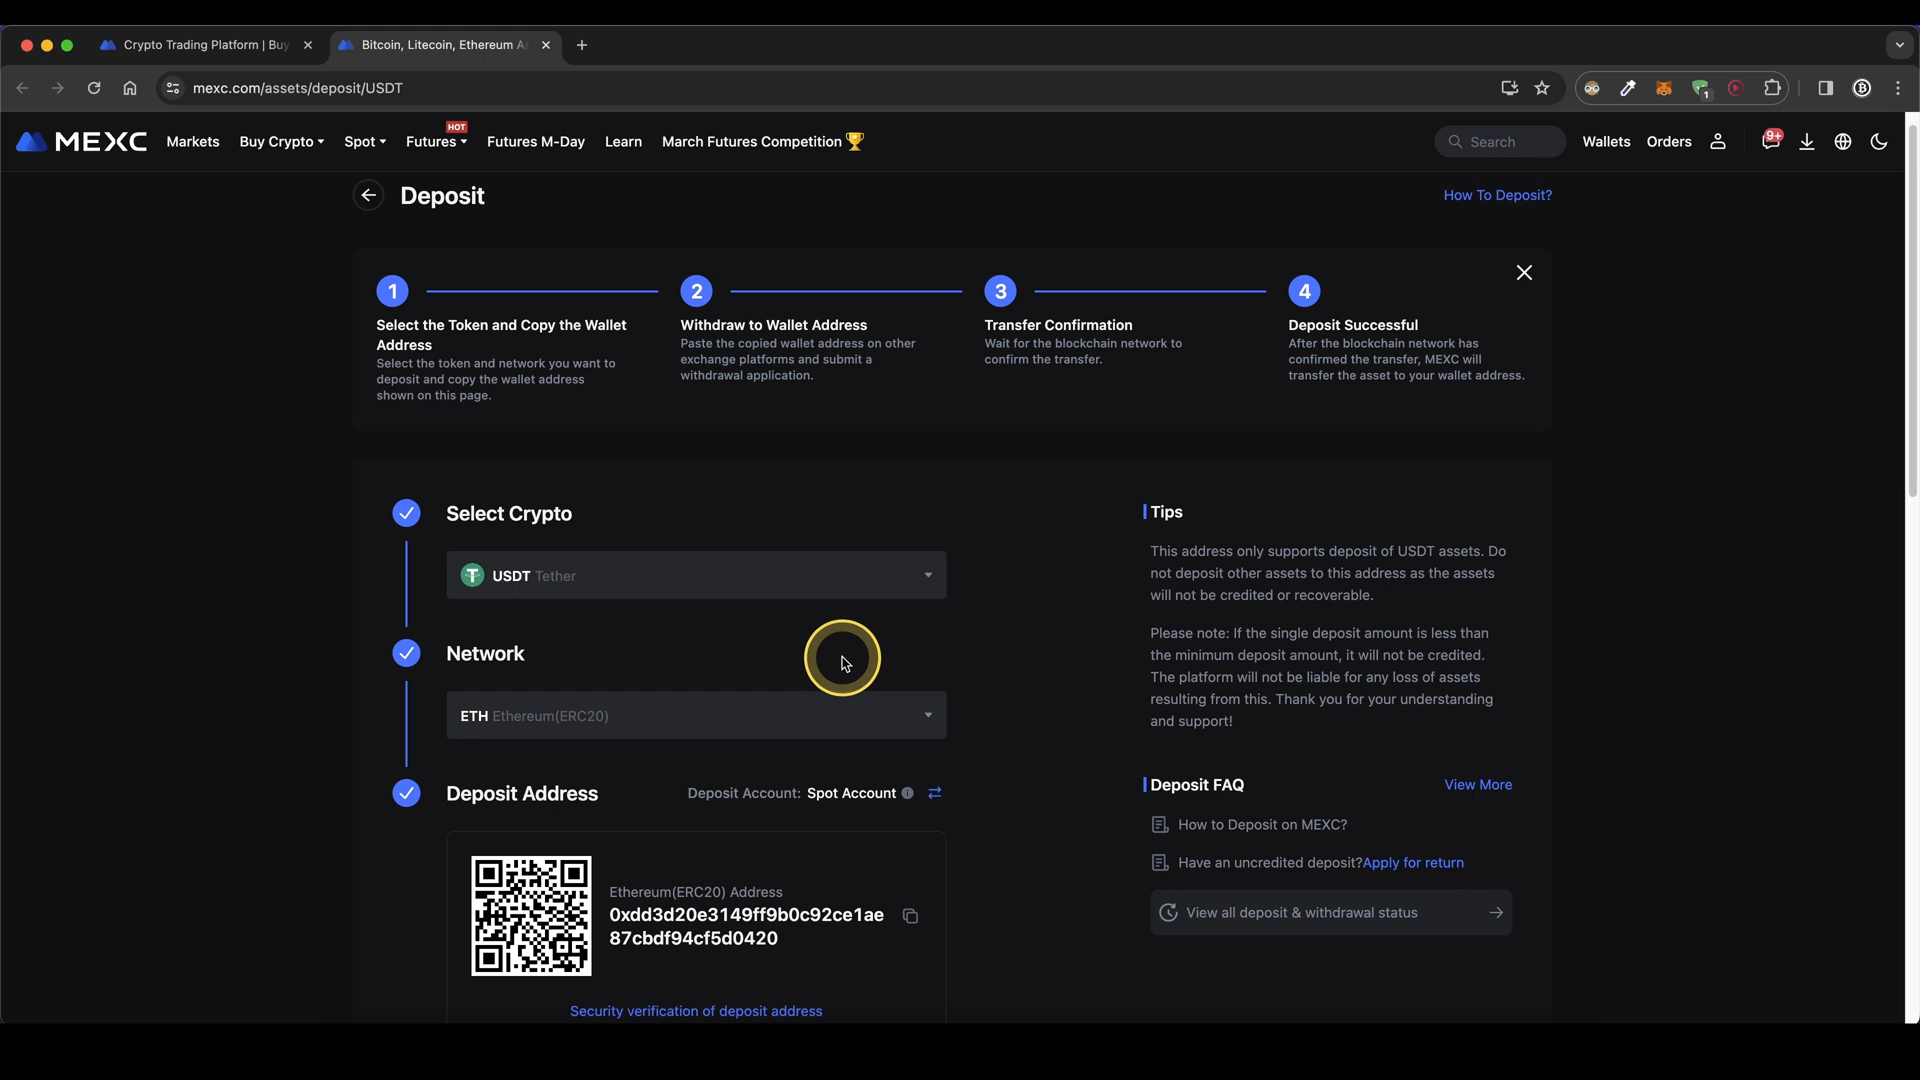 Crypto Trading Platform | Buy
Bitcoin, Litecoin, Ethereum A
mexc.com/assets/deposit/USDT
1
MEXC
Markets
Buy Crypto
Spot
Futures
HOT
Futures M-Day
Learn
March Futures Competition
Search
Wallets
Orders
9+
Deposit
How To Deposit?
1
2
3
4
Select the Token and Copy the Wallet
Address
Select the token and network you want to
deposit and copy the wallet address
shown on this page.
Withdraw to Wallet Address
Paste the copied wallet address on other
exchange platforms and submit a
withdrawal application.
Transfer Confirmation
Wait for the blockchain network to
confirm the transfer.
Deposit Successful
After the blockchain network has
confirmed the transfer, MEXC will
transfer the asset to your wallet address.
Select Crypto
USDT Tether
Network
ETH Ethereum(ERC20)
Deposit Address
Deposit Account: Spot Account
Ethereum(ERC20) Address
0xdd3d20e3149ff9b0c92ce1ae
87cbdf94cf5d0420
Security verification of deposit address
Tips
This address only supports deposit of USDT assets. Do
not deposit other assets to this address as the assets
will not be credited or recoverable.
Please note: If the single deposit amount is less than
the minimum deposit amount, it will not be credited.
The platform will not be liable for any loss of assets
resulting from this. Thank you for your understanding
and support!
Deposit FAQ
View More
How to Deposit on MEXC?
Have an uncredited deposit?Apply for return
View all deposit & withdrawal status